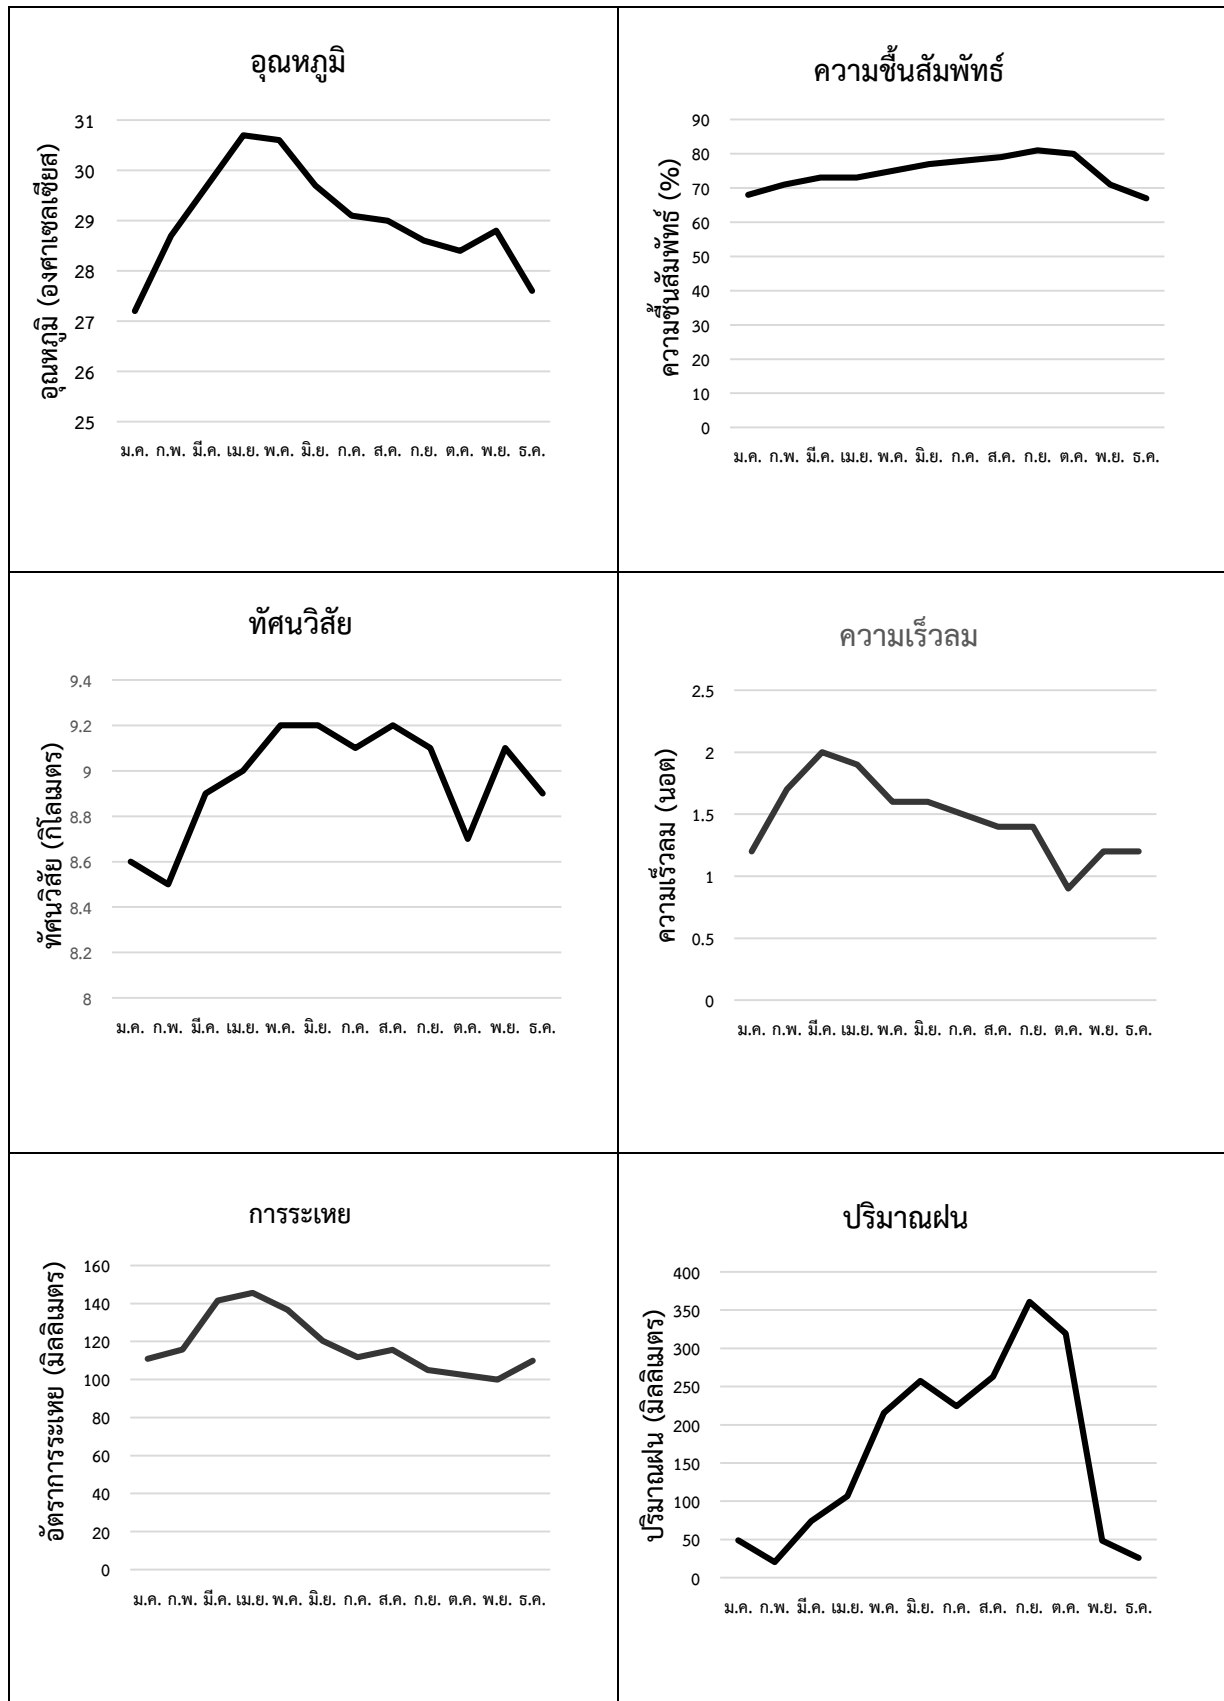 อุณหภูมิ
อุณหภูมิ (องศาเซลเซียส)
31
30
29
28
27
26
25
ม.ค. ก.พ. มี.ค. เม.ย. พ.ค. มิ.ย. ก.ค. ส.ค. ก.ย. ต.ค. พ.ย. ธ.ค.
ความชื้นสัมพัทธ์
ความชื้นสัมพัทธ์ (%)
90
80
70
60
50
40
30
20
10
0
ม.ค. ก.พ. มี.ค. เม.ย. พ.ค. มิ.ย. ก.ค. ส.ค. ก.ย. ต.ค. พ.ย. ธ.ค.
ทัศนวิสัย
ทัศนวิสัย (กิโลเมตร)
9.4
9.2
9
8.8
8.6
8.4
8.2
8
ม.ค. ก.พ. มี.ค. เม.ย. พ.ค. มิ.ย. ก.ค. ส.ค. ก.ย. ต.ค. พ.ย. ธ.ค.
ความเร็วลม
ความเร็วลม (นอต)
2.5
2
1.5
1
0.5
0
ม.ค. ก.พ. มี.ค. เม.ย. พ.ค. มิ.ย. ก.ค. ส.ค. ก.ย. ต.ค. พ.ย. ธ.ค.
การระเหย
อัตราการระเหย (มิลลิเมตร)
160
140
120
100
80
60
40
20
0
ม.ค. ก.พ. มี.ค. เม.ย. พ.ค. มิ.ย. ก.ค. ส.ค. ก.ย. ต.ค. พ.ย. ธ.ค.
ปริมาณฝน
ปริมาณฝน (มิลลิเมตร)
400
350
300
250
200
150
100
50
0
ม.ค. ก.พ. มี.ค. เม.ย. พ.ค. มิ.ย. ก.ค. ส.ค. ก.ย. ต.ค. พ.ย. ธ.ค.